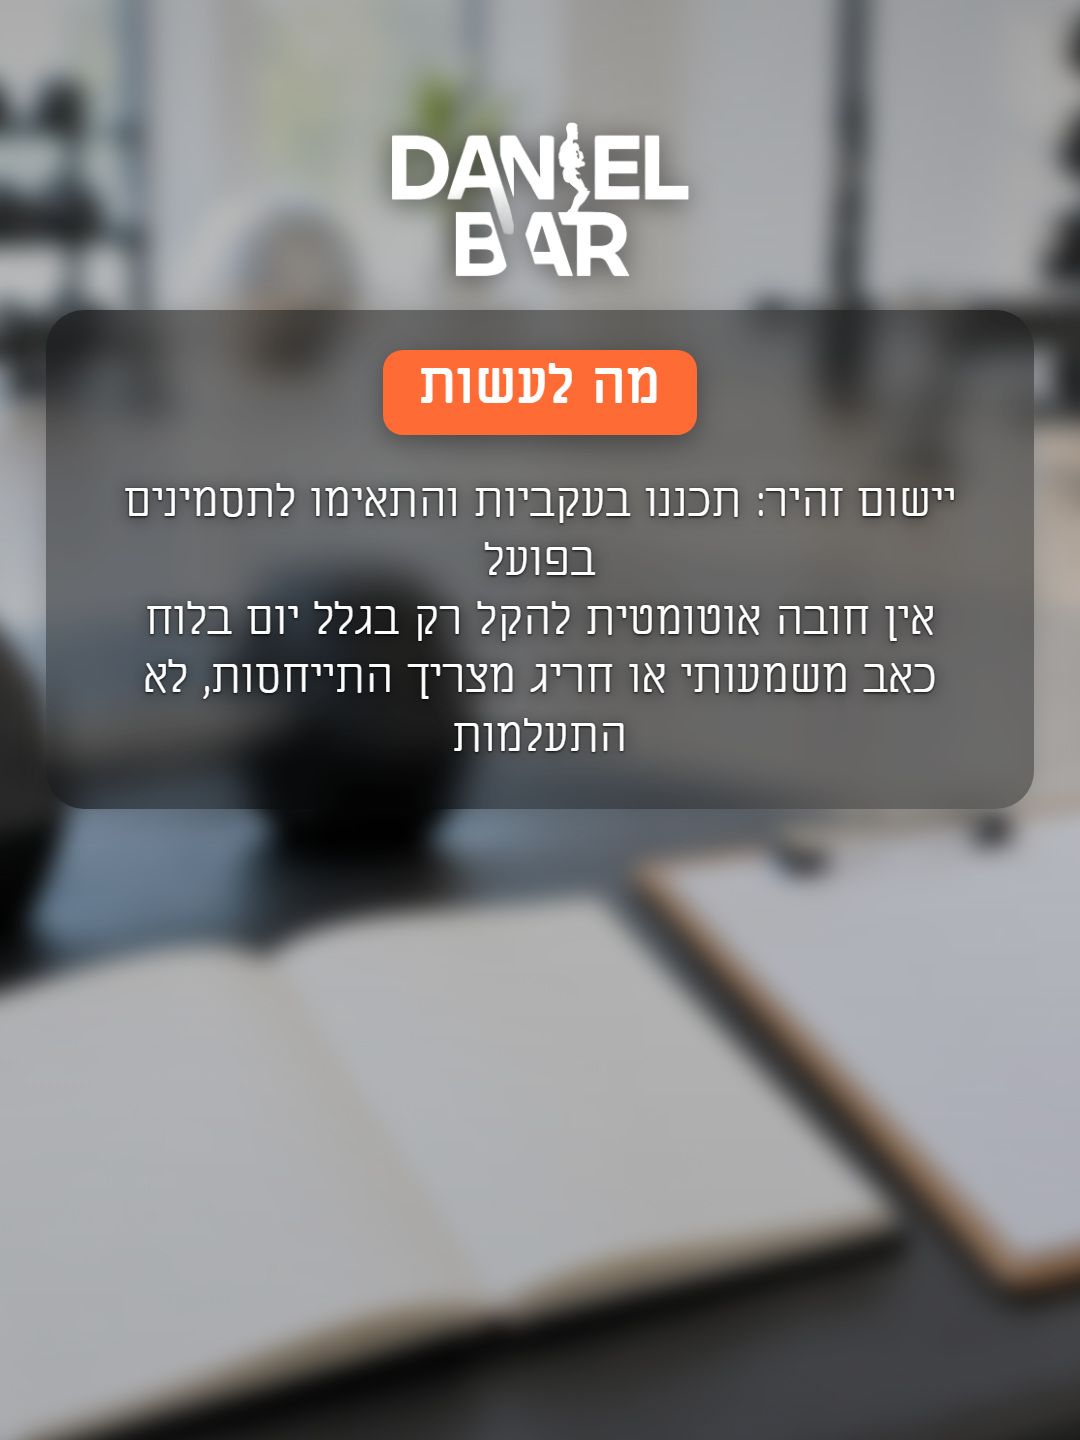 DANIEL
BAR
מה לעשות
יישום זהיר: תכננו בעקביות והתאימו לתסמינים
בפועל
אין חובה אוטומטית להקל רק בגלל יום בלוח
כאב משמעותי או חריג מצריך התייחסות, לא
התעלמות